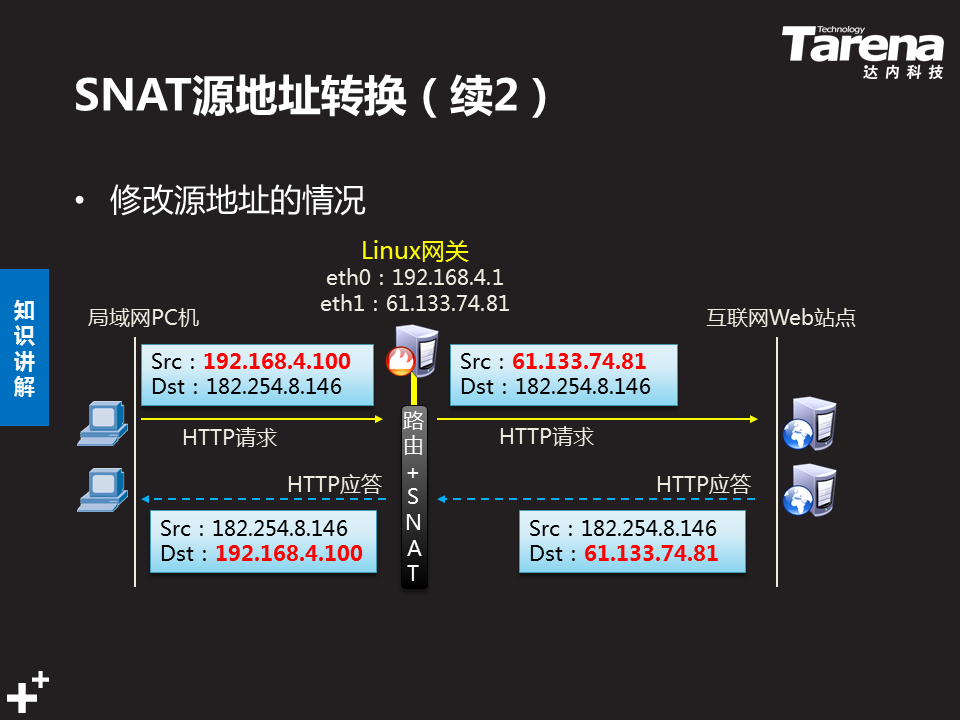 Technology
Tarena
达内科技
SNAT源地址转换（续2）
• 修改源地址的情况
Linux网关
eth0：192.168.4.1
eth1：61.133.74.81
知识讲解
局域网PC机
互联网Web站点
Src：192.168.4.100
Dst：182.254.8.146
Src：61.133.74.81
Dst：182.254.8.146
HTTP请求
HTTP请求
路由+SNAT
HTTP应答
HTTP应答
Src：182.254.8.146
Dst：192.168.4.100
Src：182.254.8.146
Dst：61.133.74.81